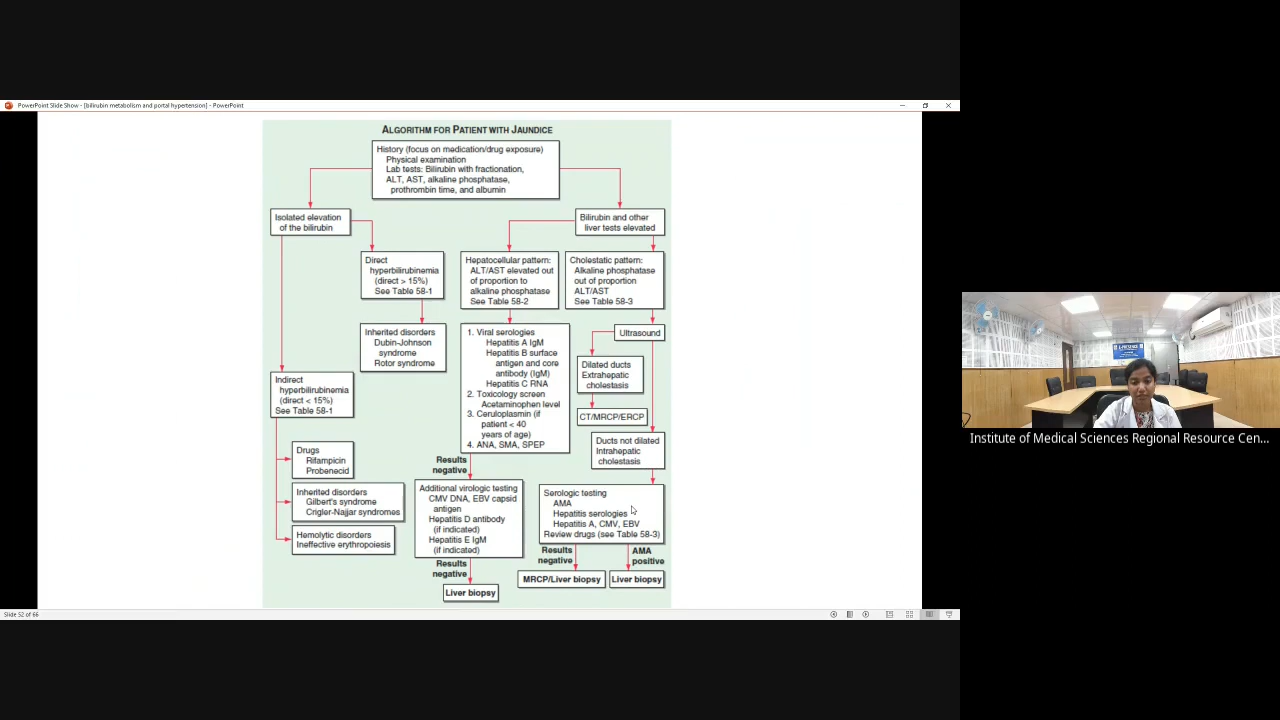 PowerPoint Slide Show - [bilirubin metabolism and portal hypertension] - PowerPoint
ALGORITHM FOR PATIENT WITH JAUNDICE
History (focus on medication/drug exposure)
Physical examination
Lab tests: Bilirubin with fractionation,
ALT, AST, alkaline phosphatase,
prothrombin time, and albumin
Isolated elevation
of the bilirubin
Bilirubin and other
liver tests elevated
Direct
hyperbilirubinemia
(direct > 15%)
See Table 58-1
Hepatocellular pattern:
ALT/AST elevated out
of proportion to
alkaline phosphatase
See Table 58-2
Cholestatic pattern:
Alkaline phosphatase
out of proportion
ALT/AST
See Table 58-3
Inherited disorders
Dubin-Johnson
syndrome
Rotor syndrome
1. Viral serologies
Hepatitis A IgM
Hepatitis B surface
antigen and core
antibody (IgM)
Hepatitis C RNA
2. Toxicology screen
Acetaminophen level
3. Ceruloplasmin (if
patient < 40
years of age)
4. ANA, SMA, SPEP
Ultrasound
Dilated ducts
Extrahepatic
cholestasis
CT/MRCP/ERCP
Ducts not dilated
Intrahepatic
cholestasis
Indirect
hyperbilirubinemia
(direct < 15%)
See Table 58-1
Drugs
Rifampicin
Probenecid
Inherited disorders
Gilbert's syndrome
Crigler-Najjar syndromes
Hemolytic disorders
Ineffective erythropoiesis
Results
negative
Additional virologic testing
CMV DNA, EBV capsid
antigen
Hepatitis D antibody
(if indicated)
Hepatitis E IgM
(if indicated)
Results
negative
Liver biopsy
Serologic testing
AMA
Hepatitis serologies
Hepatitis A, CMV, EBV
Review drugs (see Table 58-3)
Results
negative
AMA
positive
MRCP/Liver biopsy
Liver biopsy
Slide 52 of 66
Institute of Medical Sciences Regional Resource Cen...